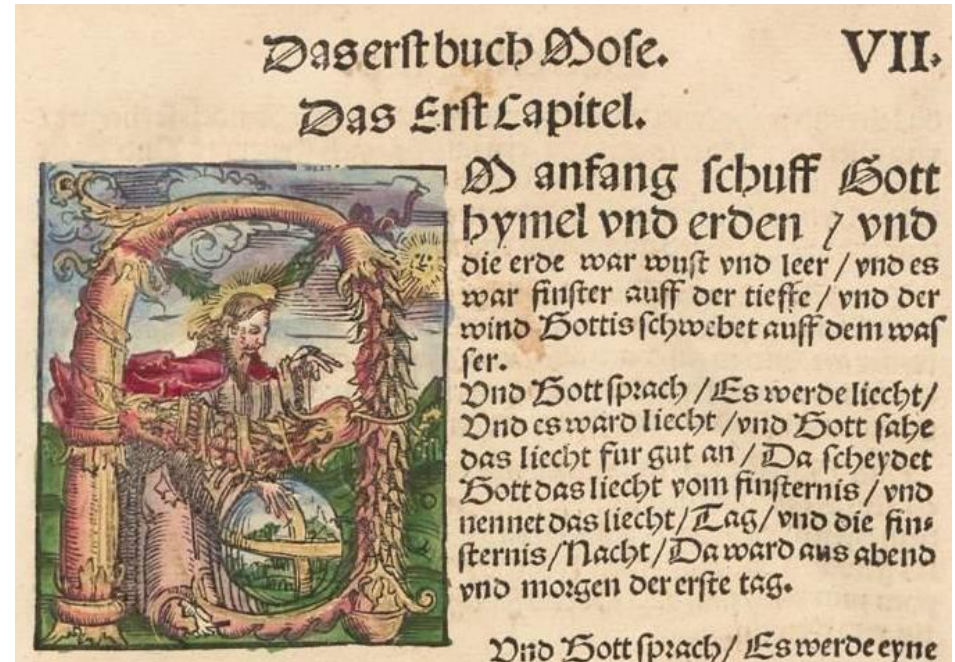 Das erst buch Mose. VII.
Das Erst Capitel.
AM anfang schuff Gott
hymel vnd erden / vnd
die erde war wust vnd leer / vnd es
war finster auff der tieffe / vnd der
wind Gottis schwebet auff dem was
ser.
Vnd Gott sprach / Es werde liecht /
Vnd es ward liecht / vnd Gott sahe
das liecht fur gut an / Da scheydet
Gott das liecht vom finsternis / vnd
nennet das liecht / Tag / vnd die fin-
sternis / Nacht / Da ward aus abend
vnd morgen der erste tag.
Vnd Gott sprach / Es werde eyne